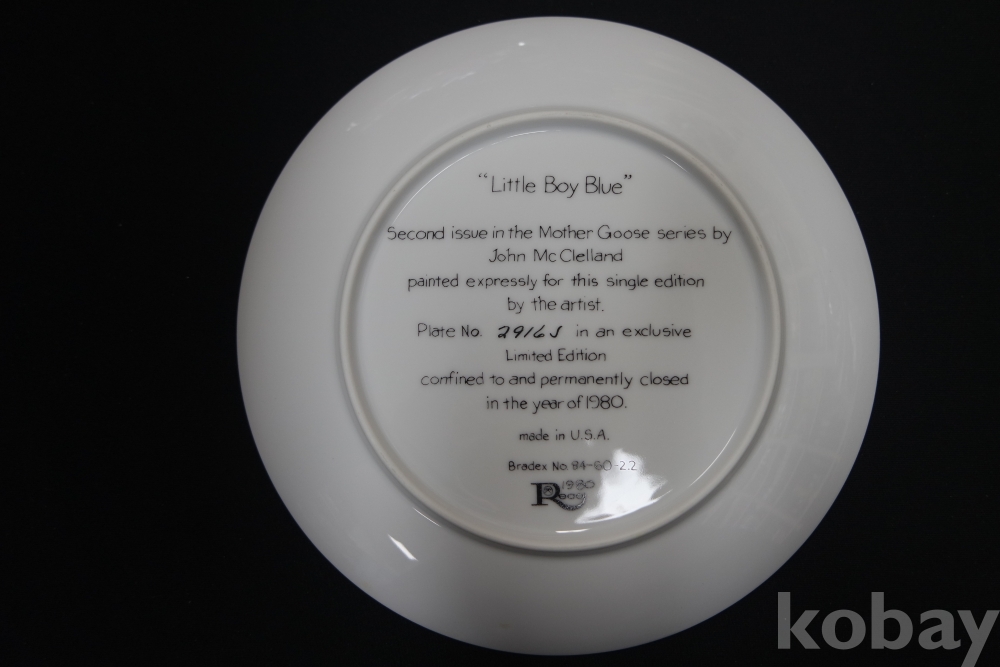 “Little Boy Blue”
Second issue in the Mother Goose series by
John McClelland
painted expressly for this single edition
by the artist.
Plate No. 2916J in an exclusive
Limited Edition
confined to and permanently closed
in the year of 1980.
made in U.S.A.
Bradex No. 84-G0-2.2
1980
Reco
kobay